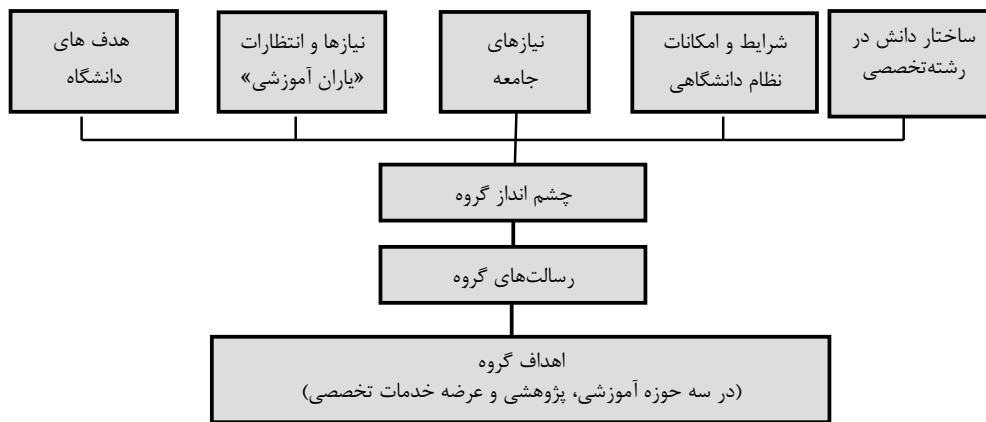 ساختار دانش در
رشته‌تخصصی
شرایط و امکانات
نظام دانشگاهی
نیازهای
جامعه
نیازها و انتظارات
«یاران آموزشی»
هدف های
دانشگاه
چشم انداز گروه
رسالت‌های گروه
اهداف گروه
(در سه حوزه آموزشی، پژوهشی و عرضه خدمات تخصصی)